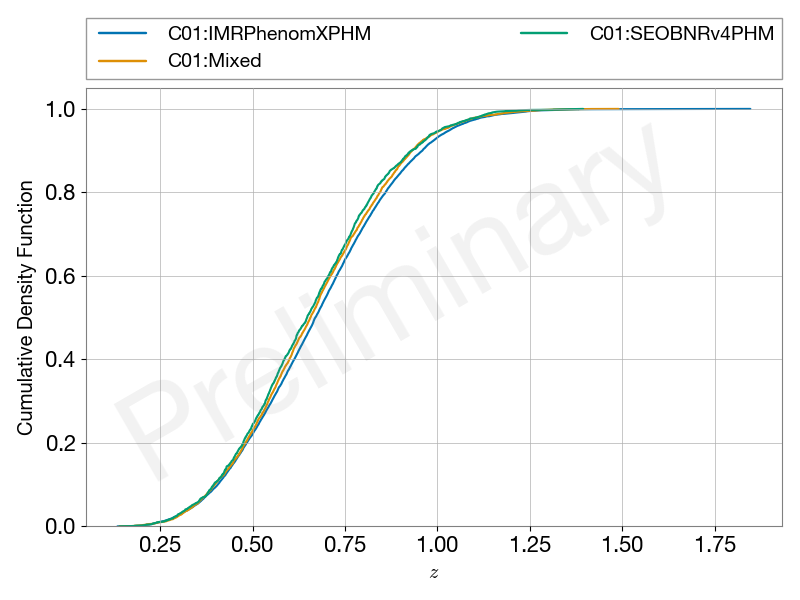 C01:IMRPhenomXPHM
C01:Mixed
C01:SEOBNRv4PHM
Preliminary
Cumulative Density Function
1.0
0.8
0.6
0.4
0.2
0.0
0.25 0.50 0.75 1.00 1.25 1.50 1.75
z